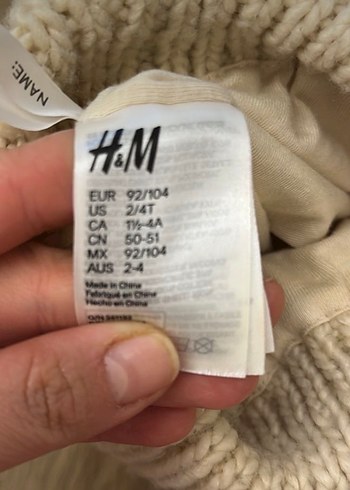 NAME:
H&M
EUR 92/104
US 2/4T
CA 1½-4A
CN 50-51
MX 92/104
AUS 2-4
Made in China
Fabriqué en Chine
Hecho en China